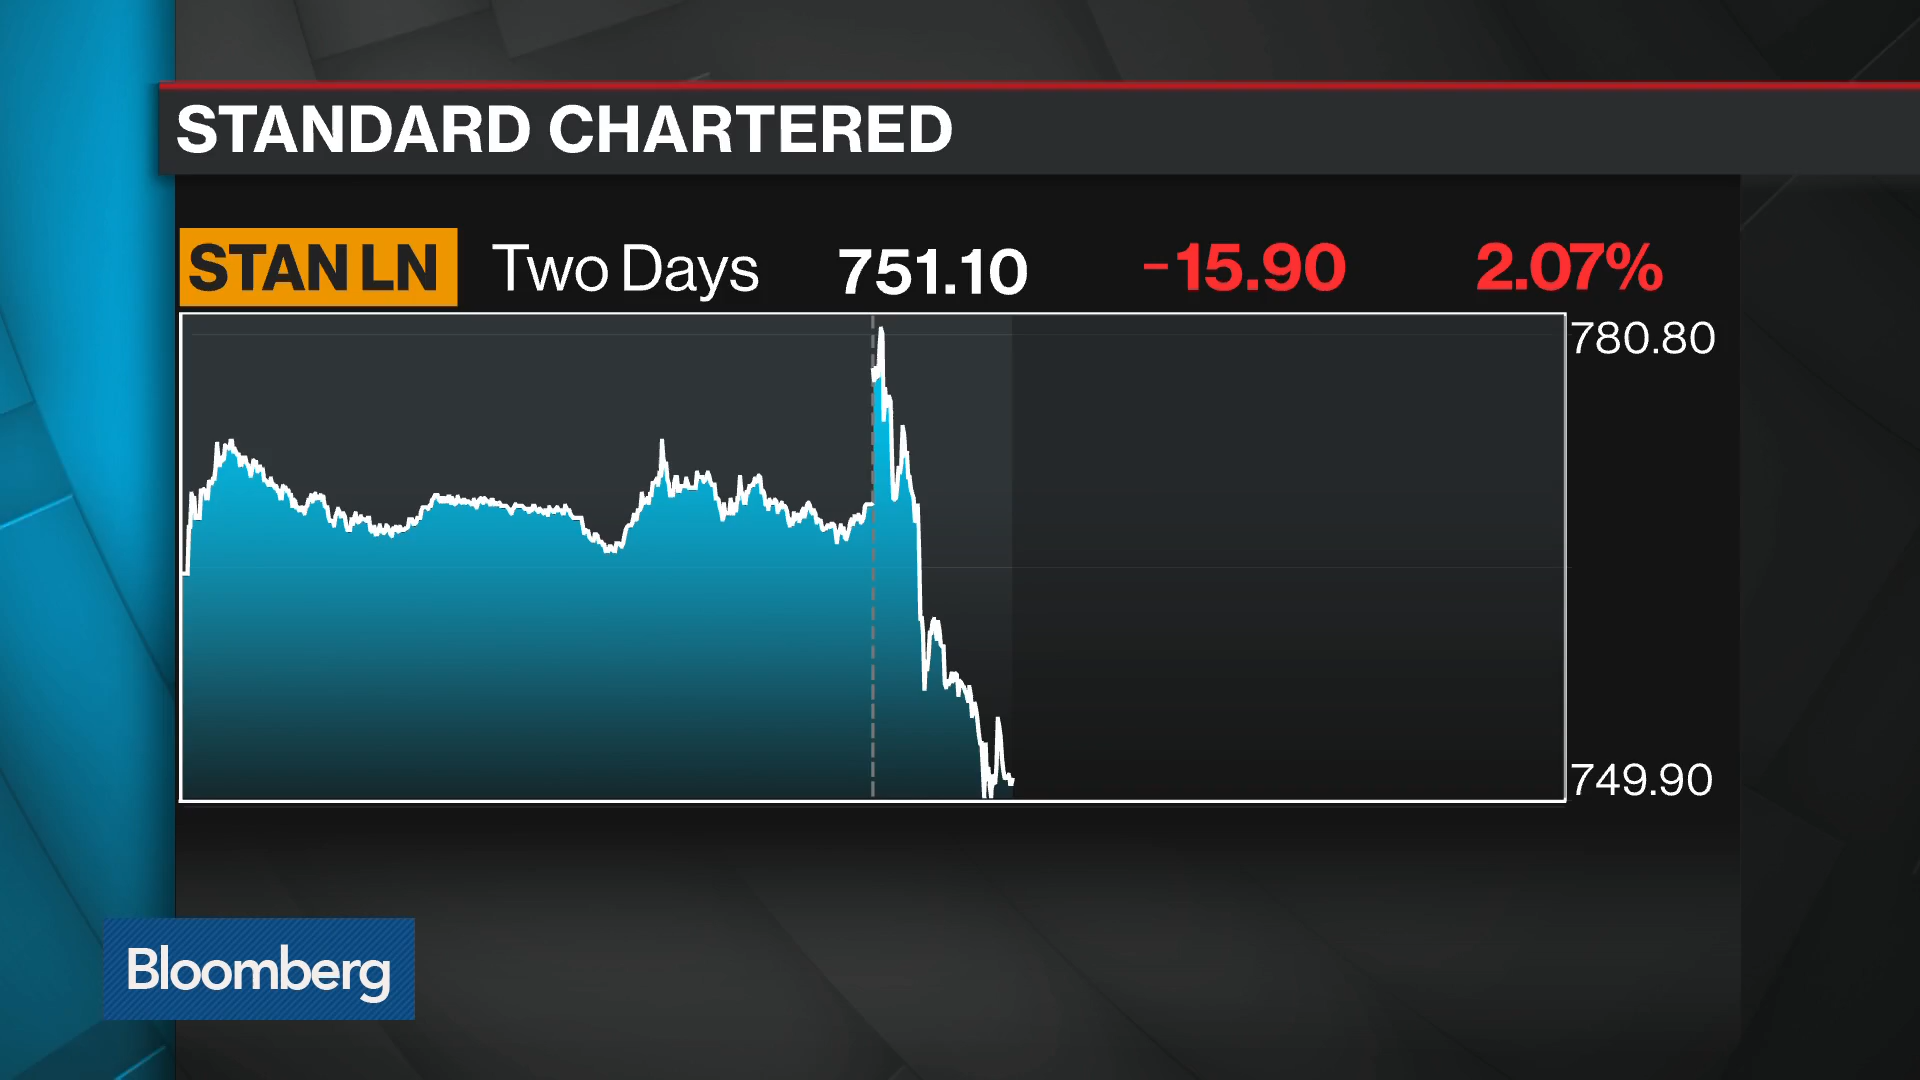 STANDARD CHARTERED
STAN LN Two Days 751.10 -15.90 2.07%
780.80
749.90
Bloomberg